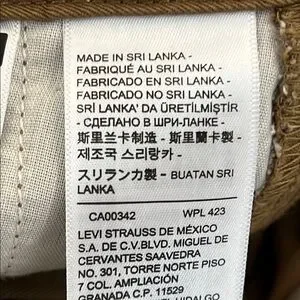 MADE IN SRI LANKA -
FABRIQUÉ AU SRI LANKA -
FABRICADO EN SRI LANKA -
FABRICADO NO SRI LANKA -
SRİ LANKA' DA ÜRETİLMİŞTİR
- СДЕЛАНО В ШРИ-ЛАНКЕ -
斯里兰卡制造 - 斯里蘭卡製 -
제조국 스리랑카 -
スリランカ製 - BUATAN SRI
LANKA
CA00342 WPL 423
LEVI STRAUSS DE MÉXICO
S.A. DE C.V.BLVD. MIGUEL DE
CERVANTES SAAVEDRA
NO. 301, TORRE NORTE PISO
7 COL. AMPLIACIÓN
GRANADA C.P. 11529
HIDALGO